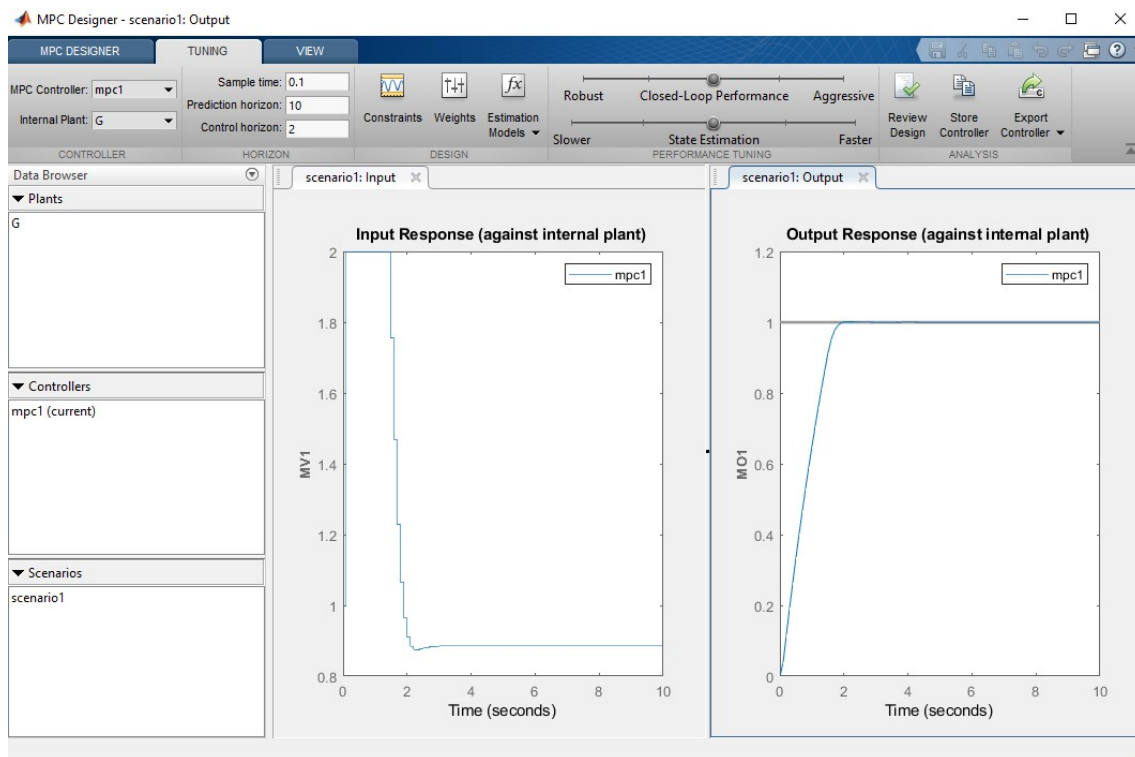 MPC Designer - scenario1: Output
MPC DESIGNER TUNING VIEW
MPC Controller: mpc1
Internal Plant: G
CONTROLLER
Sample time: 0.1
Prediction horizon: 10
Control horizon: 2
HORIZON
Constraints Weights Estimation
Models
DESIGN
Robust Closed-Loop Performance Aggressive
Slower State Estimation Faster
PERFORMANCE TUNING
Review Store Export
Design Controller Controller
ANALYSIS
Data Browser
Plants
G
Controllers
mpc1 (current)
Scenarios
scenario1
scenario1: Input
Input Response (against internal plant)
mpc1
2
1.8
1.6
1.4
1.2
1
0.8
MV1
0 2 4 6 8 10
Time (seconds)
scenario1: Output
Output Response (against internal plant)
mpc1
1.2
1
0.8
0.6
0.4
0.2
0
MO1
0 2 4 6 8 10
Time (seconds)